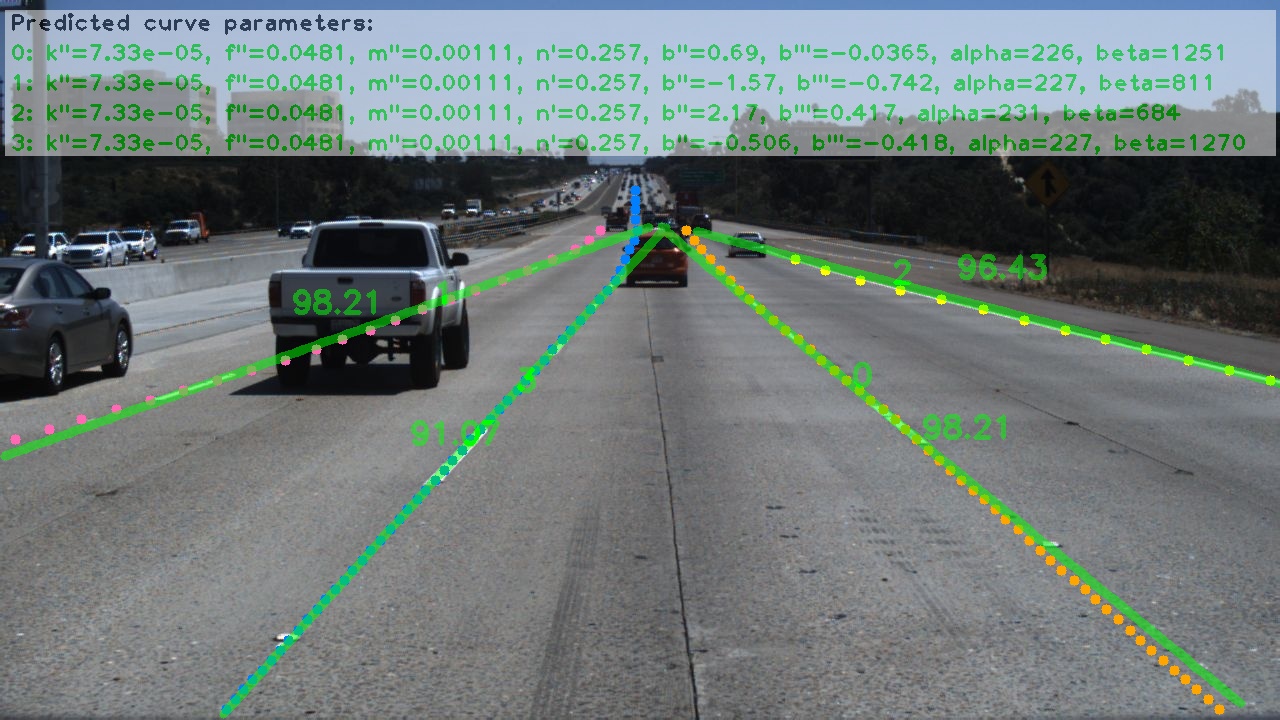 Predicted curve parameters:
0: k''=7.33e-05, f''=0.0481, m''=0.00111, n'=0.257, b''=0.69, b'''=-0.0365, alpha=226, beta=1251
1: k''=7.33e-05, f''=0.0481, m''=0.00111, n'=0.257, b''=-1.57, b'''=-0.742, alpha=227, beta=811
2: k''=7.33e-05, f''=0.0481, m''=0.00111, n'=0.257, b''=2.17, b'''=0.417, alpha=231, beta=684
3: k''=7.33e-05, f''=0.0481, m''=0.00111, n'=0.257, b''=-0.506, b'''=-0.418, alpha=227, beta=1270
2 96.43
1
98.21
3
0
91.07
98.21